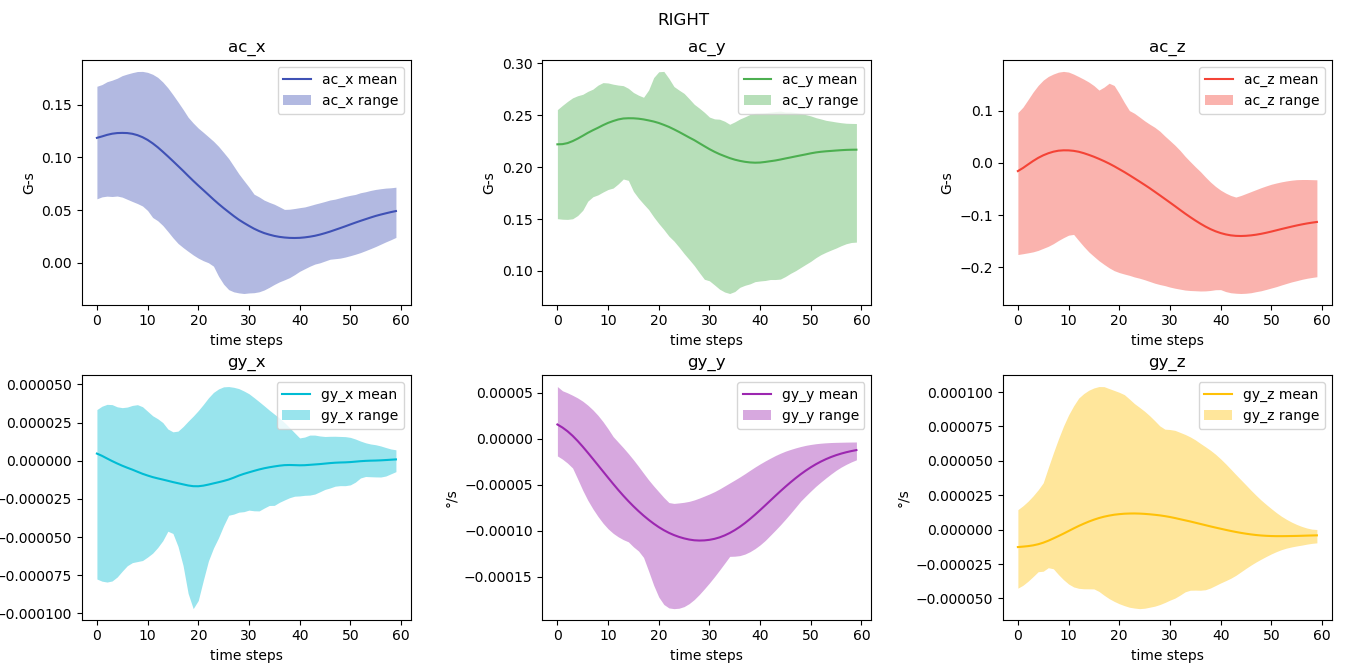 RIGHT
ac_x
G-s
0.15
0.10
0.05
0.00
ac_x mean
ac_x range
0 10 20 30 40 50 60
time steps
ac_y
G-s
0.30
0.25
0.20
0.15
0.10
ac_y mean
ac_y range
0 10 20 30 40 50 60
time steps
ac_z
G-s
0.1
0.0
−0.1
−0.2
ac_z mean
ac_z range
0 10 20 30 40 50 60
time steps
gy_x
0.000050
0.000025
0.000000
−0.000025
−0.000050
−0.000075
−0.000100
gy_x mean
gy_x range
0 10 20 30 40 50 60
time steps
gy_y
°/s
0.00005
0.00000
−0.00005
−0.00010
−0.00015
gy_y mean
gy_y range
0 10 20 30 40 50 60
time steps
gy_z
°/s
0.000100
0.000075
0.000050
0.000025
0.000000
−0.000025
−0.000050
gy_z mean
gy_z range
0 10 20 30 40 50 60
time steps